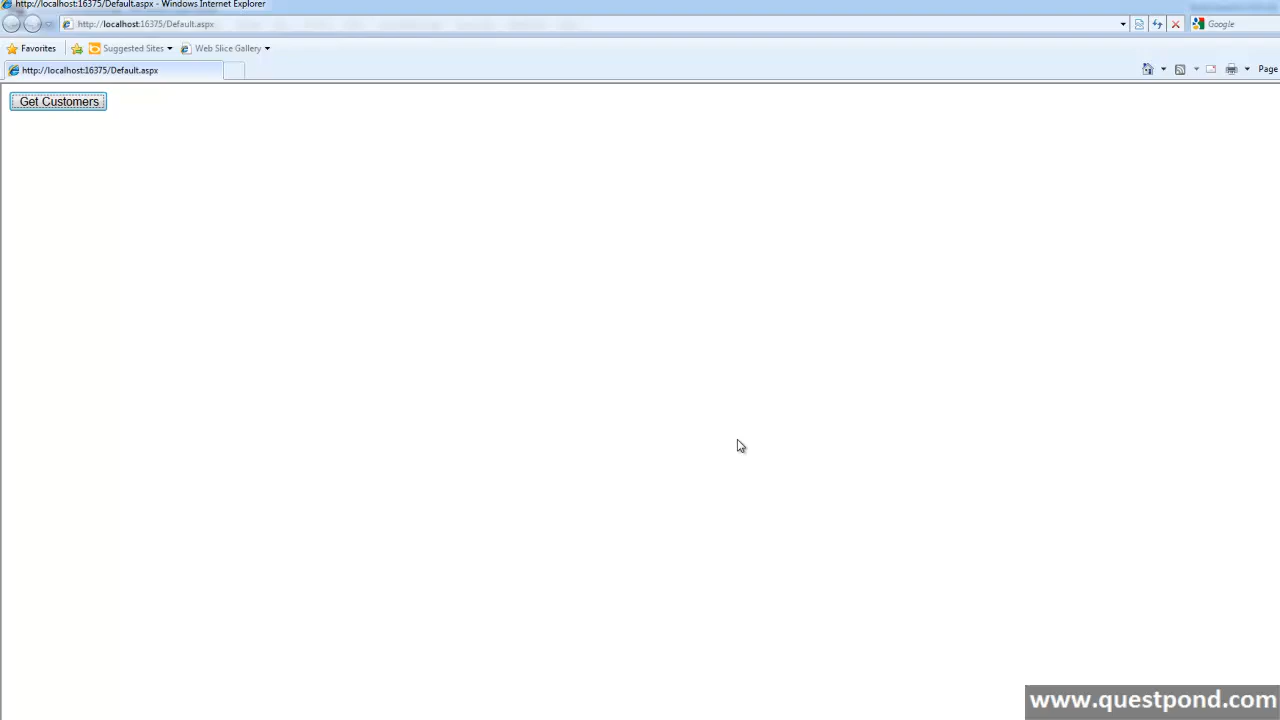 http://localhost:16375/Default.aspx - Windows Internet Explorer
http://localhost:16375/Default.aspx
Google
Favorites
Suggested Sites
Web Slice Gallery
http://localhost:16375/Default.aspx
Page
Get Customers
www.questpond.com